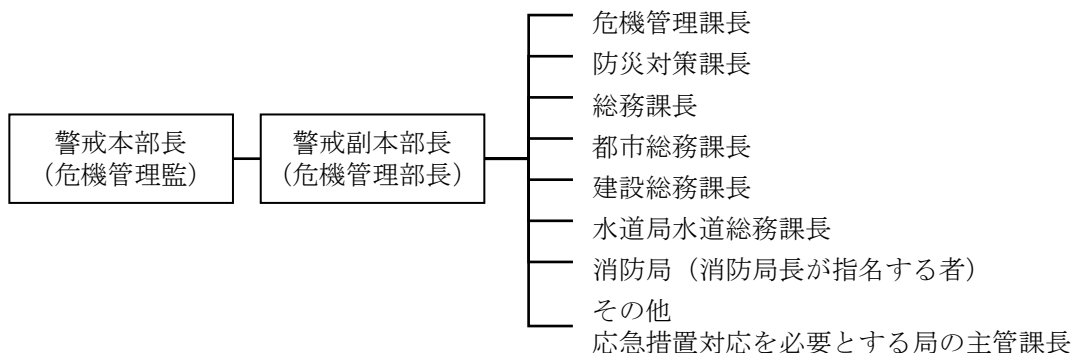 危機管理課長
防災対策課長
総務課長
都市総務課長
建設総務課長
水道局水道総務課長
消防局（消防局長が指名する者）
その他
応急措置対応を必要とする局の主管課長
警戒本部長
（危機管理監）
警戒副本部長
（危機管理部長）